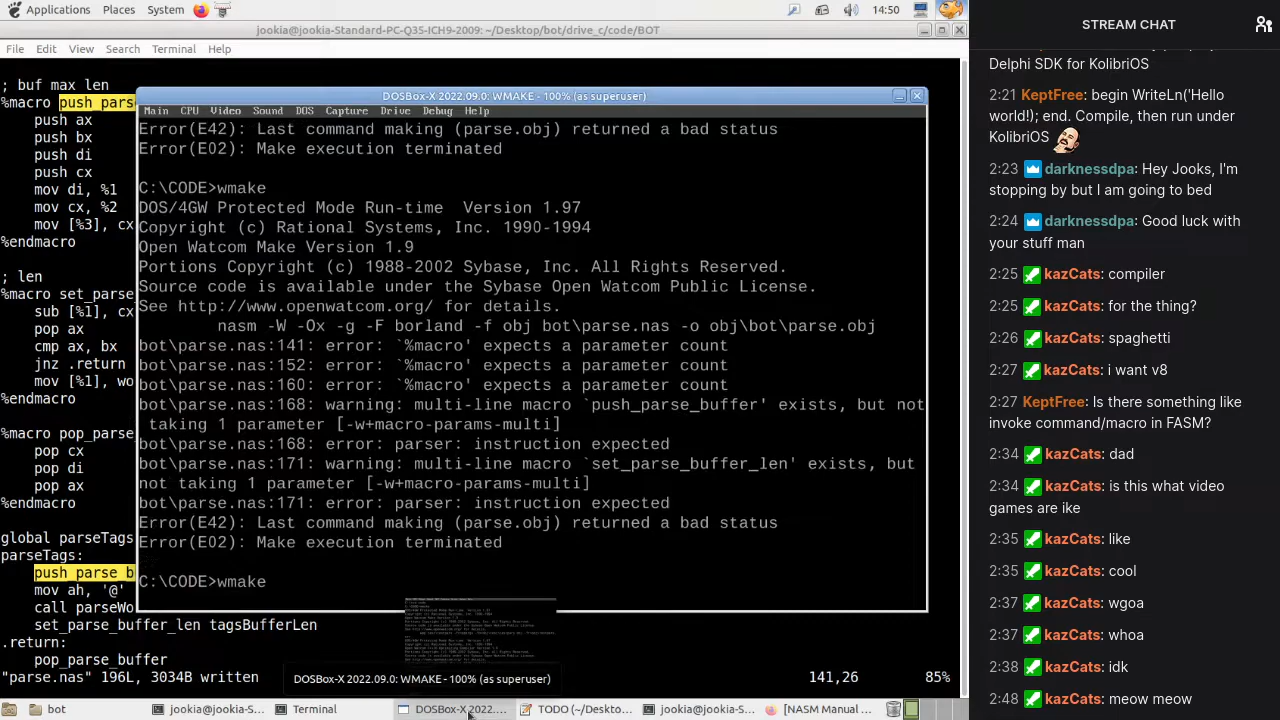 Applications Places System 14:50
jookia@jookia-Standard-PC-Q35-ICH9-2009: ~/Desktop/bot/drive_c/code/BOT
File Edit View Search Terminal Help
; buf max len
%macro push_pars
push ax
push bx
push di
push cx
mov di, %1
mov cx, %2
mov [%3], cx
%endmacro
; len
%macro set_parse
sub [%1], cx
pop ax
cmp ax, bx
jnz .return
mov [%1], wo
%endmacro
%macro pop_parse
pop cx
pop di
pop ax
%endmacro
global parseTags
parseTags:
push_parse_b
mov ah, '@'
call parseWo
set_parse_buffer_len tagsBufferLen
.return:
pop_parse_buffer
"parse.nas" 196L, 3034B written 141,26 85%
DOSBox-X 2022.09.0: WMAKE - 100% (as superuser)
Main CPU Video Sound DOS Capture Drive Debug Help
Error(E42): Last command making (parse.obj) returned a bad status
Error(E02): Make execution terminated
C:\CODE>wmake
DOS/4GW Protected Mode Run-time Version 1.97
Copyright (c) Rational Systems, Inc. 1990-1994
Open Watcom Make Version 1.9
Portions Copyright (c) 1988-2002 Sybase, Inc. All Rights Reserved.
Source code is available under the Sybase Open Watcom Public License.
See http://www.openwatcom.org/ for details.
nasm -W -Ox -g -F borland -f obj bot\parse.nas -o obj\bot\parse.obj
bot\parse.nas:141: error: `%macro' expects a parameter count
bot\parse.nas:152: error: `%macro' expects a parameter count
bot\parse.nas:160: error: `%macro' expects a parameter count
bot\parse.nas:168: warning: multi-line macro `push_parse_buffer' exists, but not
taking 1 parameter [-w+macro-params-multi]
bot\parse.nas:168: error: parser: instruction expected
bot\parse.nas:171: warning: multi-line macro `set_parse_buffer_len' exists, but
not taking 1 parameter [-w+macro-params-multi]
bot\parse.nas:171: error: parser: instruction expected
Error(E42): Last command making (parse.obj) returned a bad status
Error(E02): Make execution terminated
C:\CODE>wmake
DOSBox-X 2022.09.0: WMAKE - 100% (as superuser)
bot jookia@jookia-S... Terminal DOSBox-X 2022.... TODO (~/Deskto... jookia@jookia-S... [NASM Manual ...
STREAM CHAT
Delphi SDK for KolibriOS
2:21 KeptFree: begin WriteLn('Hello
world!); end. Compile, then run under
KolibriOS
2:23 darknessdpa: Hey Jooks, I'm
stopping by but I am going to bed
2:24 darknessdpa: Good luck with
your stuff man
2:25 kazCats: compiler
2:25 kazCats: for the thing?
2:26 kazCats: spaghetti
2:27 kazCats: i want v8
2:27 KeptFree: Is there something like
invoke command/macro in FASM?
2:34 kazCats: dad
2:34 kazCats: is this what video
games are ike
2:35 kazCats: like
2:35 kazCats: cool
2:37 kazCats: vigus
2:37 kazCats: ola
2:38 kazCats: idk
2:48 kazCats: meow meow